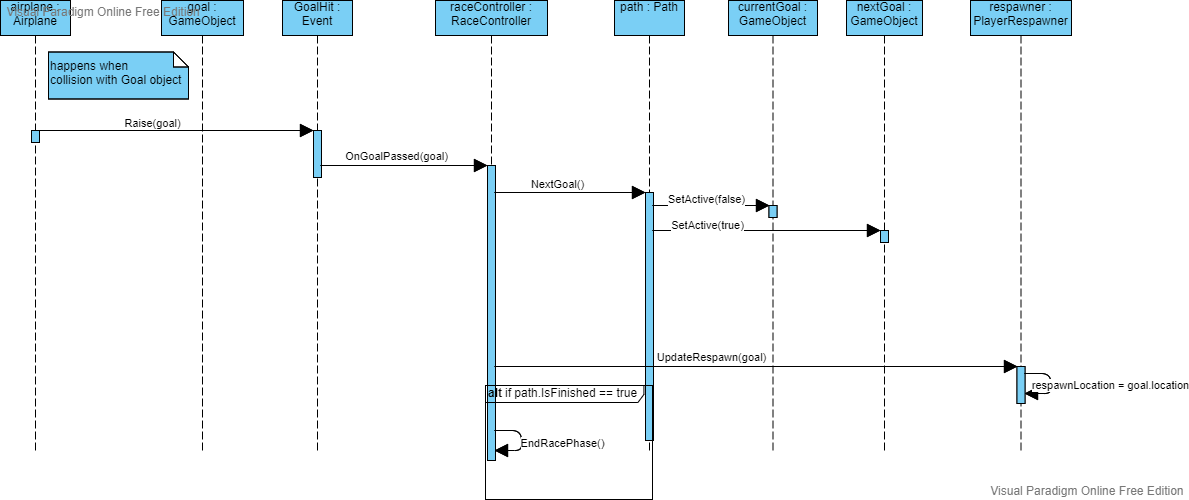 Visual Paradigm Online Free Edition
airplane :
Airplane
goal :
GameObject
GoalHit :
Event
raceController :
RaceController
path : Path
currentGoal :
GameObject
nextGoal :
GameObject
respawner :
PlayerRespawner
happens when
collision with Goal object
Raise(goal)
OnGoalPassed(goal)
NextGoal()
SetActive(false)
SetActive(true)
UpdateRespawn(goal)
respawnLocation = goal.location
alt if path.IsFinished == true
EndRacePhase()
Visual Paradigm Online Free Edition